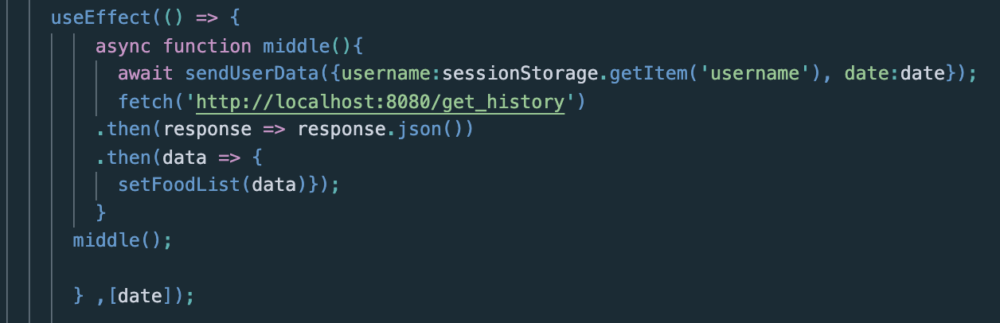 useEffect(() => {
async function middle(){
await sendUserData({username:sessionStorage.getItem('username'), date:date});
fetch('http://localhost:8080/get_history')
.then(response => response.json())
.then(data => {
setFoodList(data)});
}
middle();
} ,[date]);